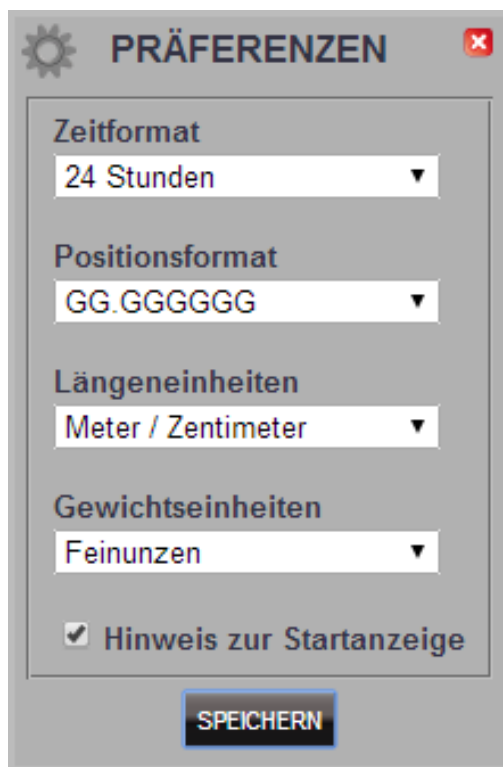 PRÄFERENZEN
Zeitformat
24 Stunden
Positionsformat
GG.GGGGGG
Längeneinheiten
Meter / Zentimeter
Gewichtseinheiten
Feinunzen
Hinweis zur Startanzeige
SPEICHERN